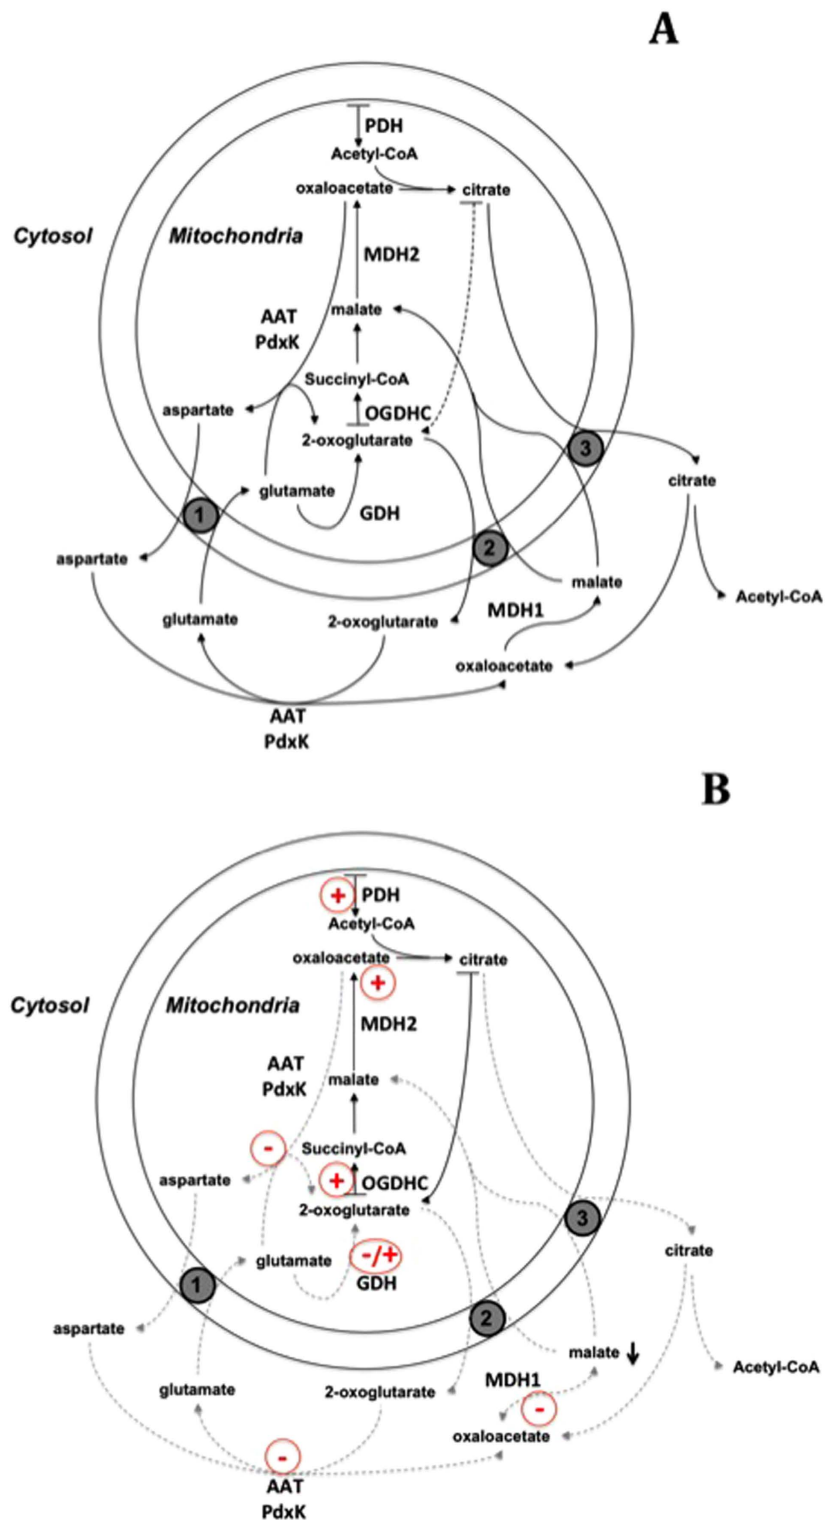 A
PDH
Acetyl-CoA
oxaloacetate citrate
Cytosol Mitochondria
MDH2
malate
AAT
PdxK
Succinyl-CoA
aspartate
OGDHC
2-oxoglutarate
3
citrate
glutamate
GDH
1
2
aspartate
malate
Acetyl-CoA
glutamate
2-oxoglutarate
MDH1
oxaloacetate
AAT
PdxK
B
+
PDH
Acetyl-CoA
oxaloacetate citrate
+
Cytosol Mitochondria
MDH2
AAT
PdxK
malate
-
Succinyl-CoA
aspartate
+
OGDHC
2-oxoglutarate
3
citrate
glutamate
-/+
GDH
1
2
aspartate
malate
Acetyl-CoA
glutamate
2-oxoglutarate
MDH1
-
oxaloacetate
-
AAT
PdxK